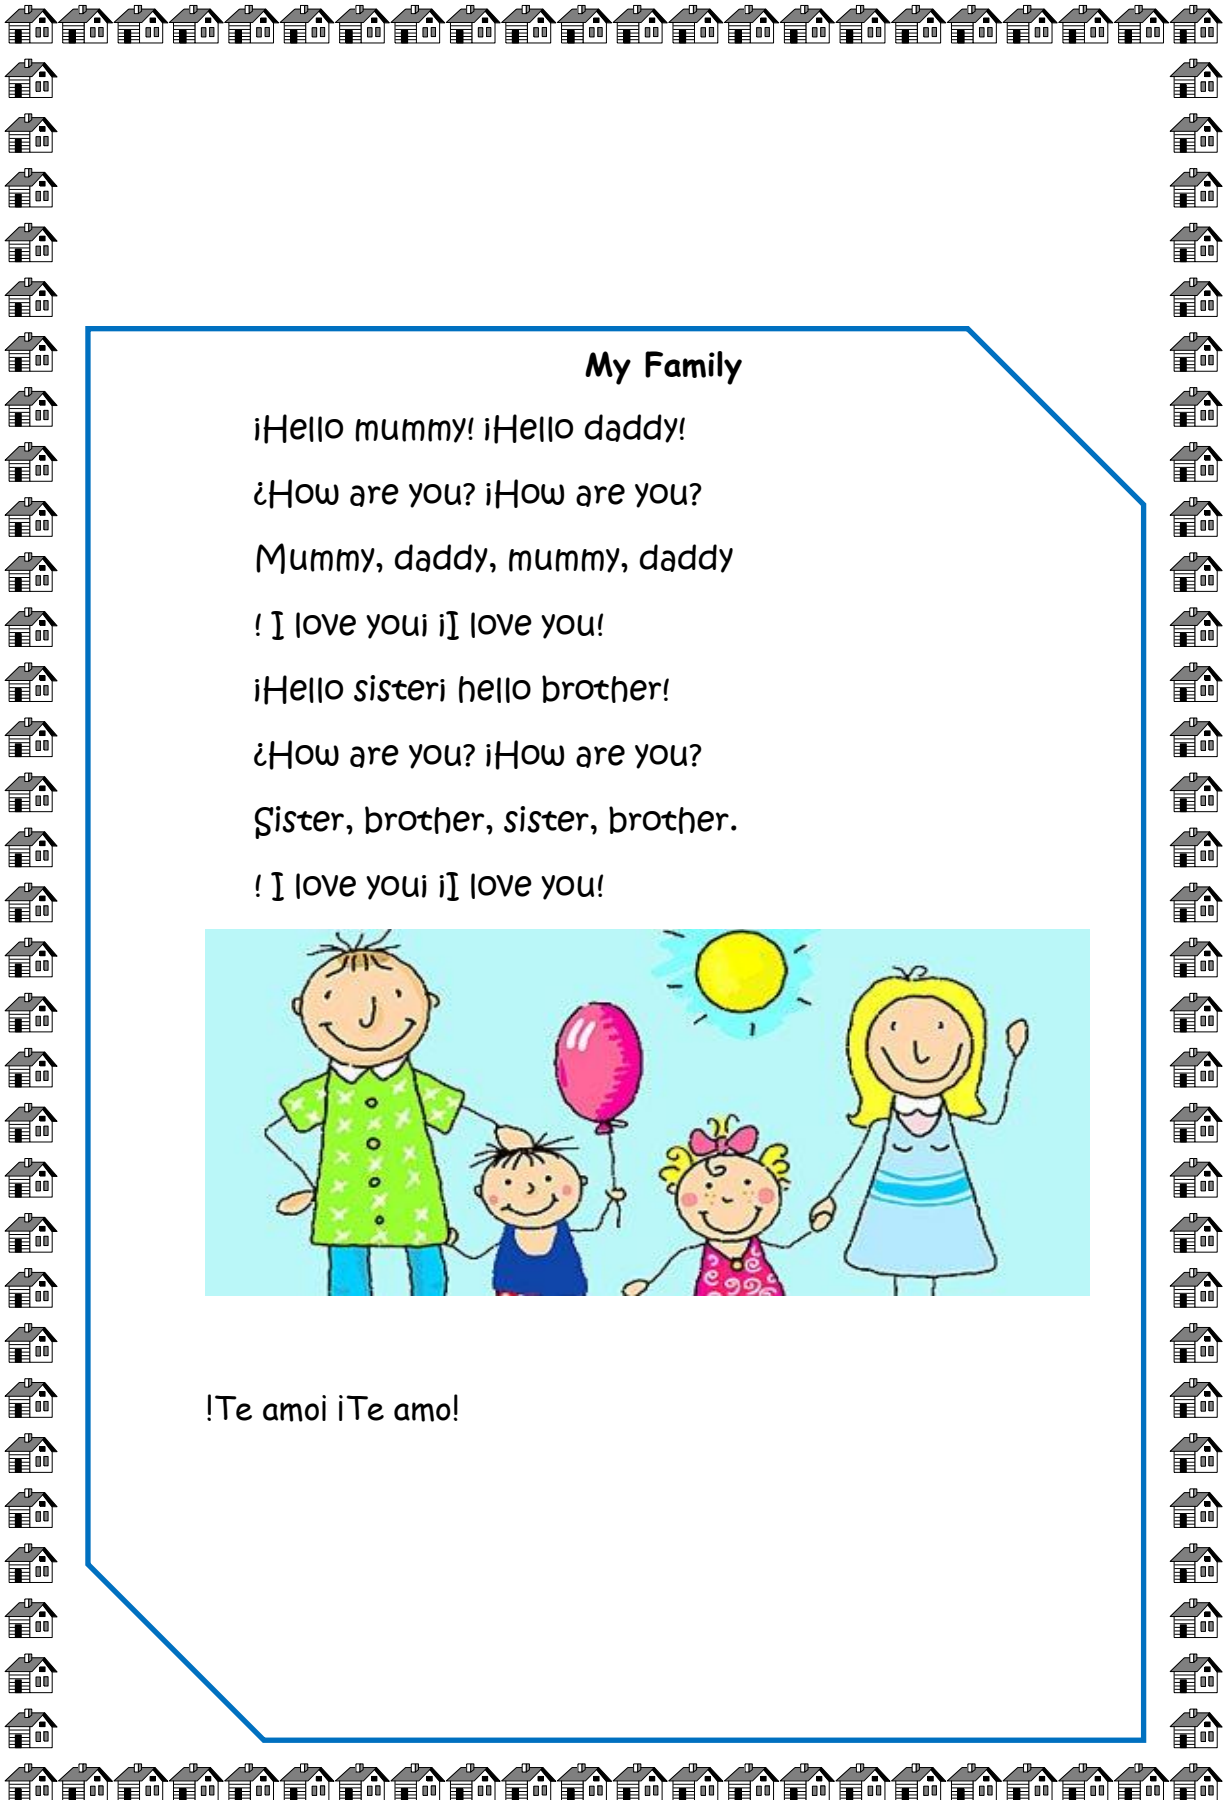 My Family
¡Hello mummy! ¡Hello daddy!
¿How are you? ¡How are you?
Mummy, daddy, mummy, daddy
! I love you¡ ¡I love you!
¡Hello sister¡ hello brother!
¿How are you? ¡How are you?
Sister, brother, sister, brother.
! I love you¡ ¡I love you!
!Te amo¡ ¡Te amo!